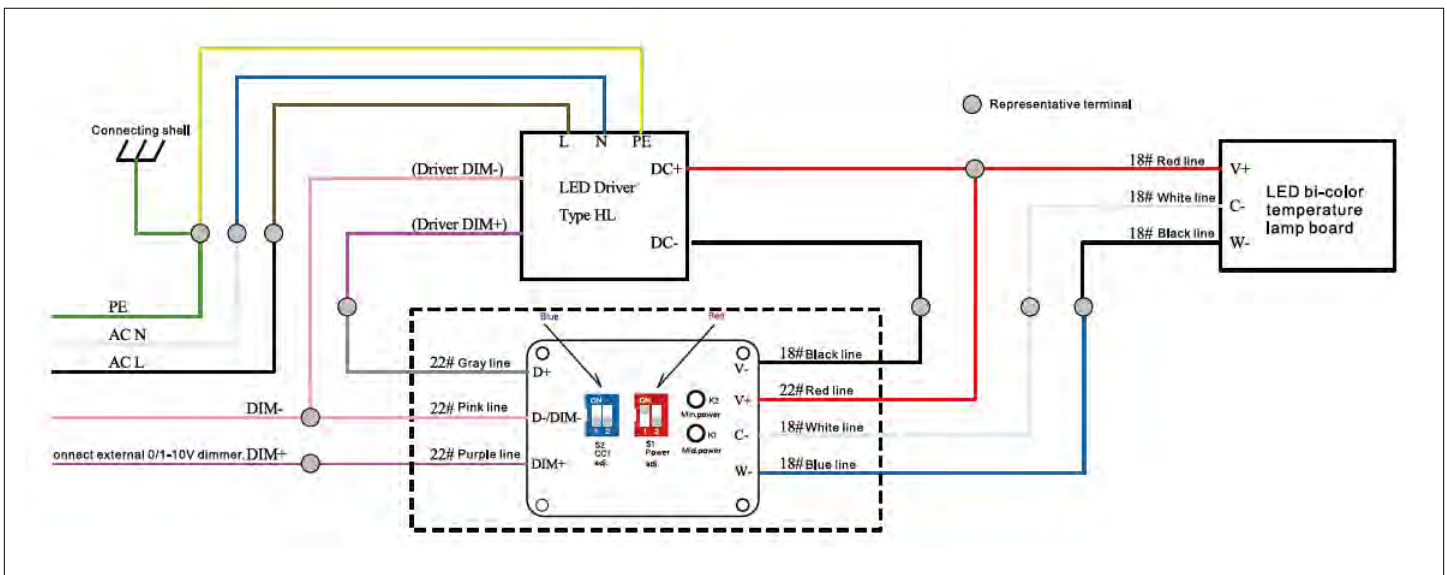 Connecting shell
L N PE
Representative terminal
(Driver DIM-)
(Driver DIM+)
LED Driver
Type HL
DC+
DC-
18# Red line
18# White line
18# Black line
V+
C-
W-
LED bi-color
temperature
lamp board
PE
AC N
AC L
DIM-
onnect external 0/1-10V dimmer. DIM+
22# Gray line
22# Pink line
22# Purple line
Blue
Red
D+
D-/DIM-
DIM+
ON
1 2
S2
CCT
adj.
ON
1 2
S1
Power
adj.
K2
Min.power
K1
Mid.power
V-
V+
C-
W-
18# Black line
22# Red line
18# White line
18# Blue line